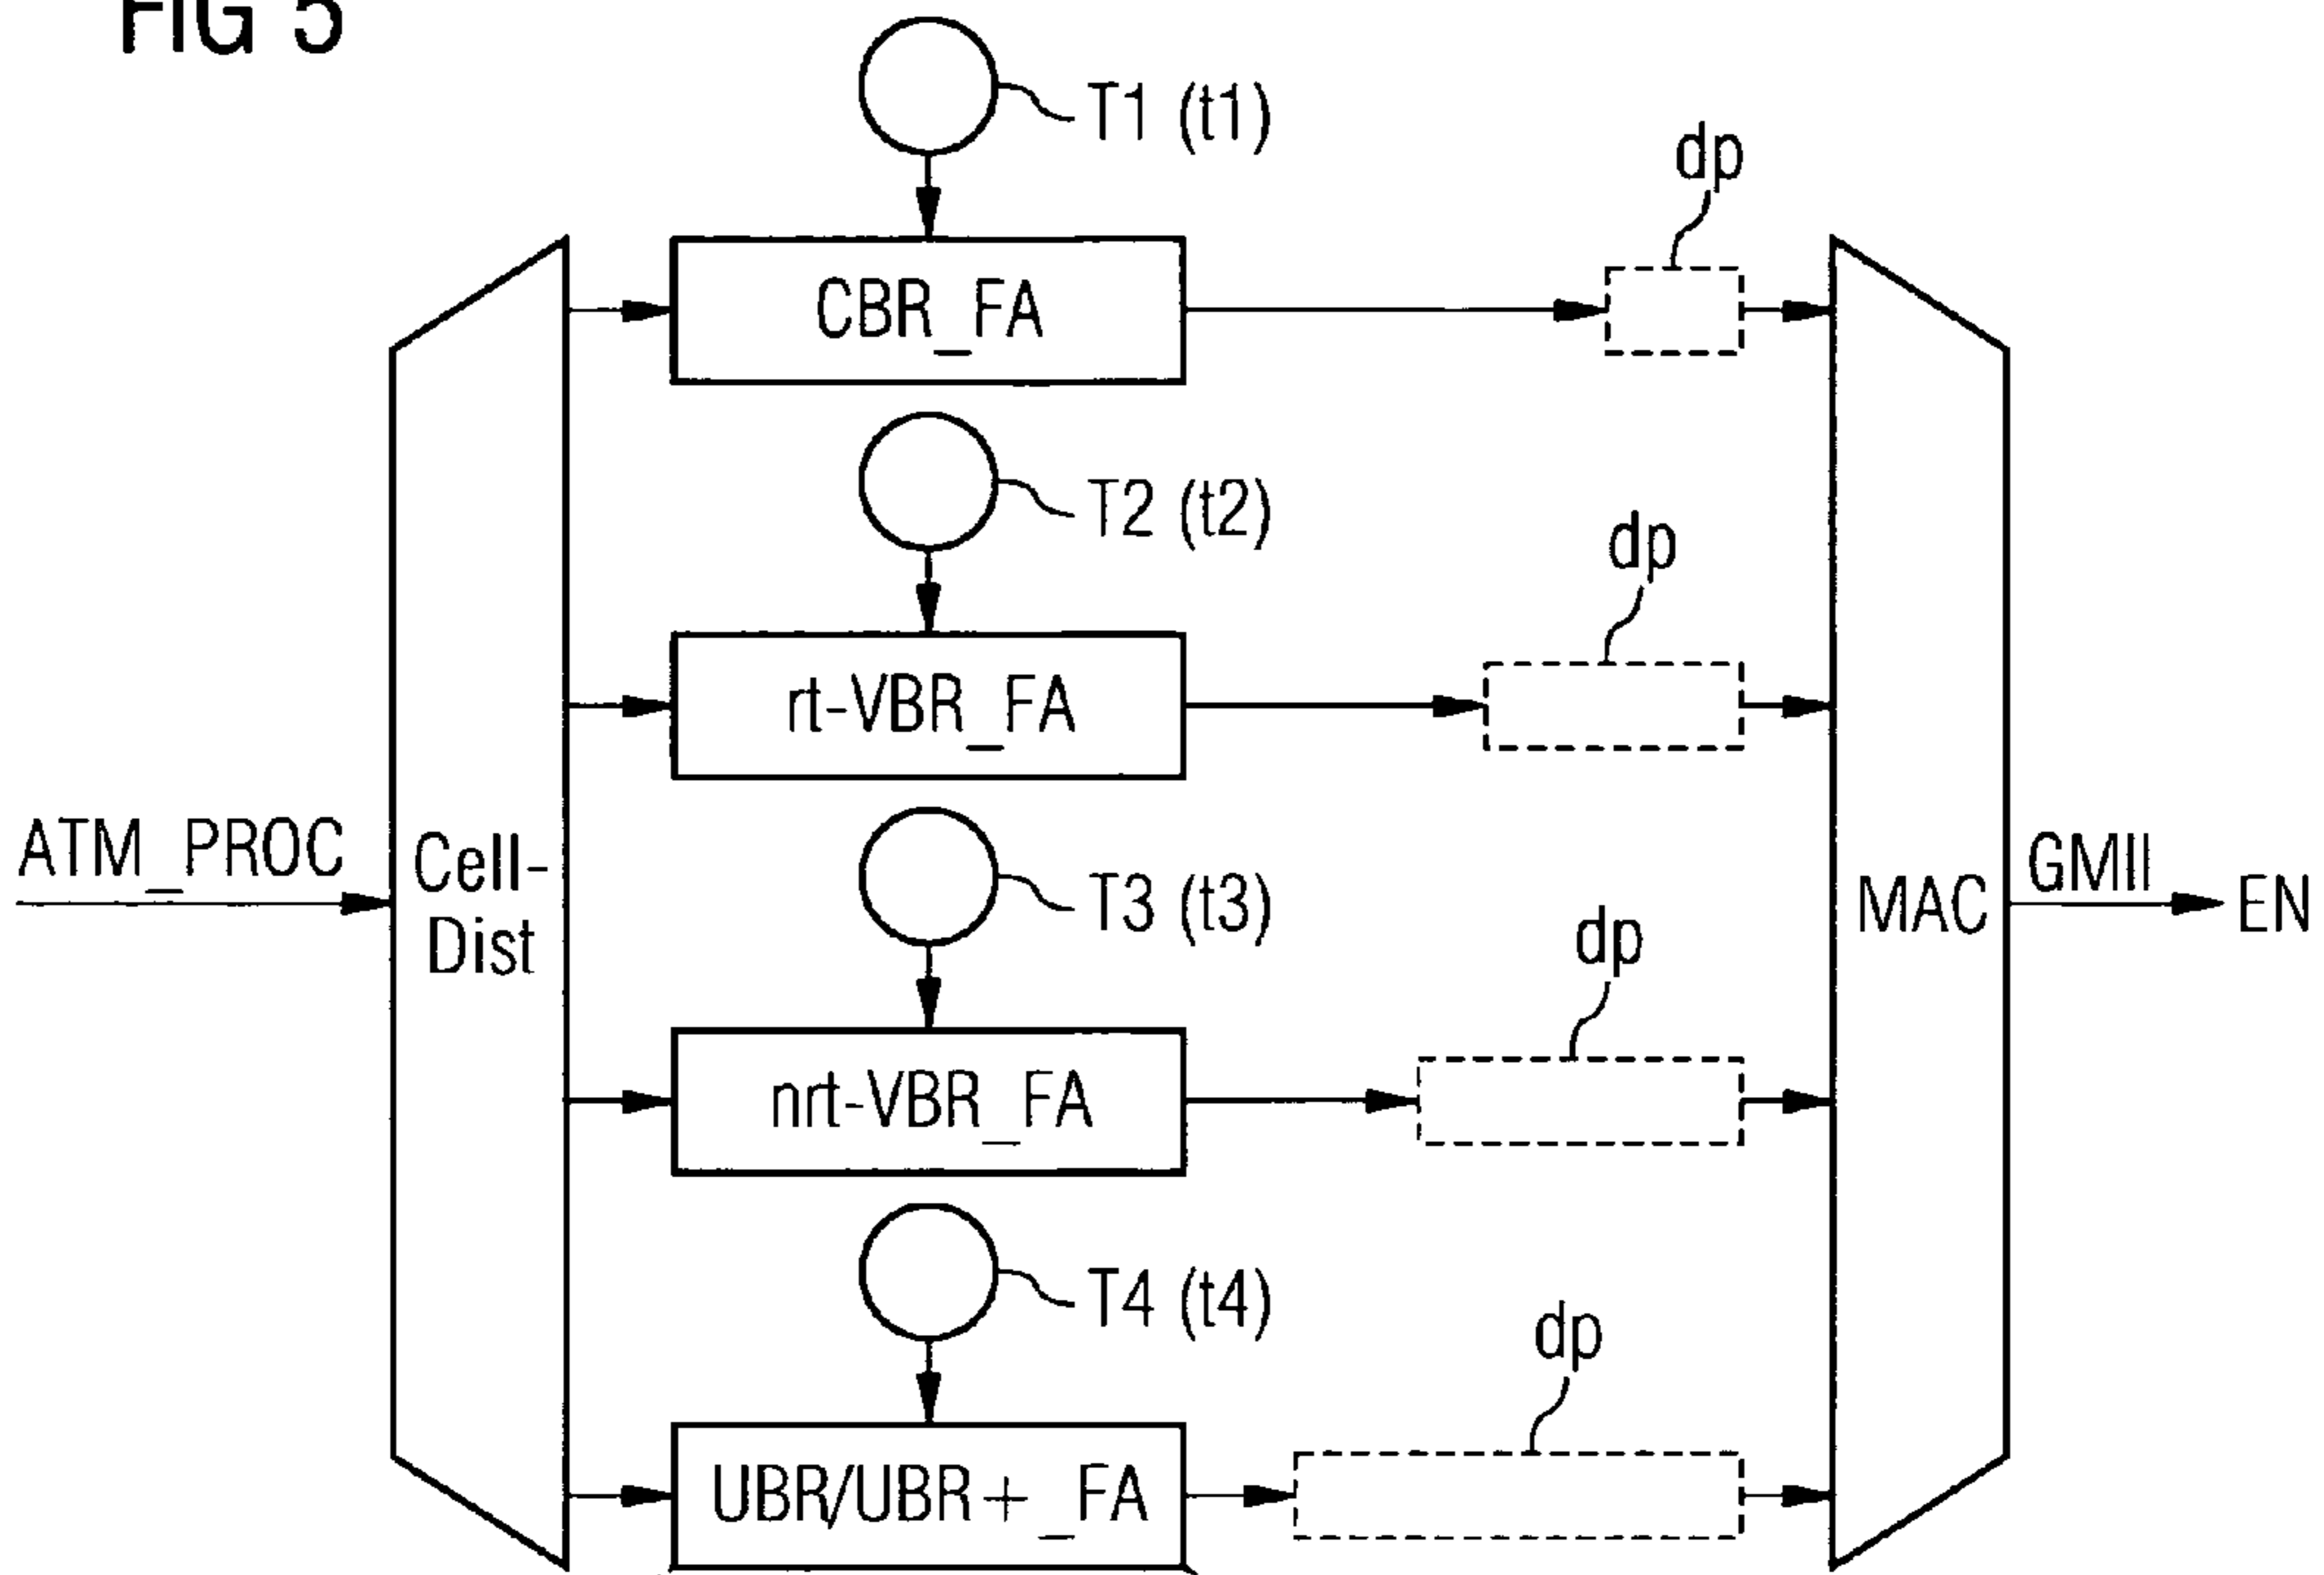 FIG 5
T1 (t1)
dp
CBR_FA
T2 (t2)
dp
rt-VBR_FA
ATM_PROC
Cell-
Dist
T3 (t3)
dp
MAC
GMII
EN
nrt-VBR_FA
T4 (t4)
dp
UBR/UBR+_FA